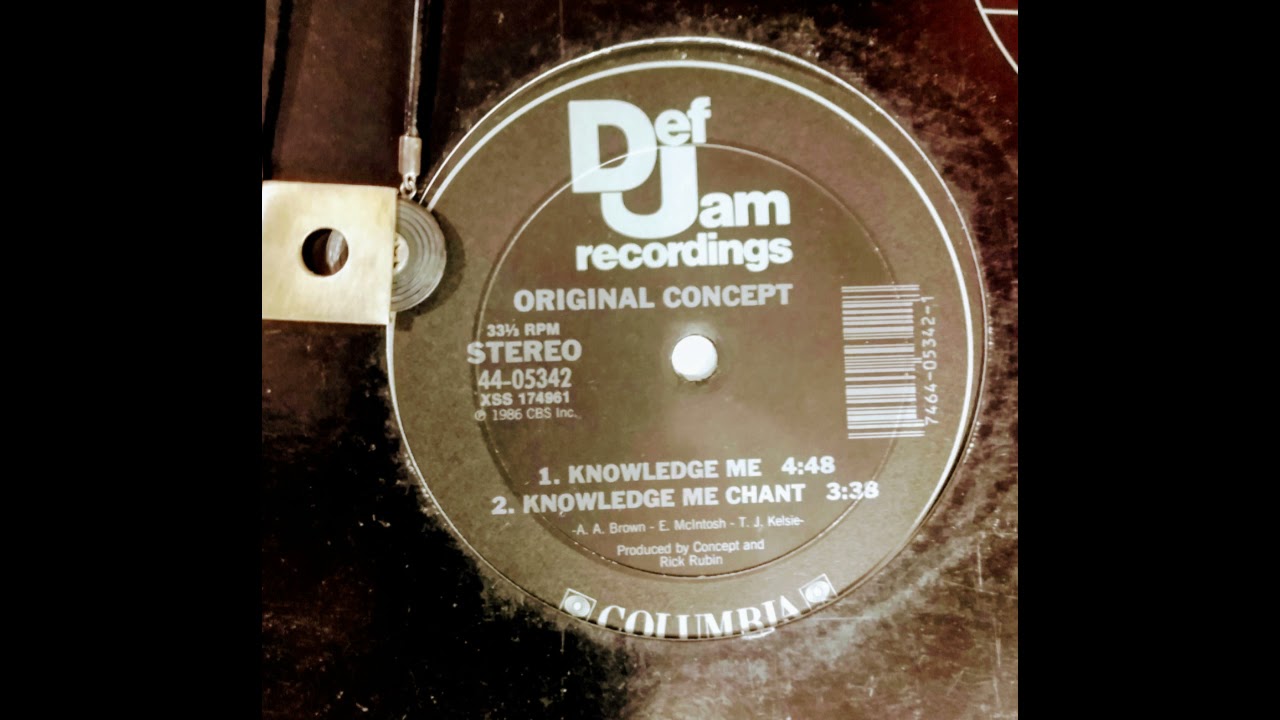 Def
Jam
recordings
ORIGINAL CONCEPT
33⅓ RPM
STEREO
44-05342
XSS 174961
℗ 1986 CBS Inc.
7464-05342-1
1. KNOWLEDGE ME 4:48
2. KNOWLEDGE ME CHANT 3:38
-A. A. Brown - E. McIntosh - T. J. Kelsie-
Produced by Concept and
Rick Rubin
COLUMBIA